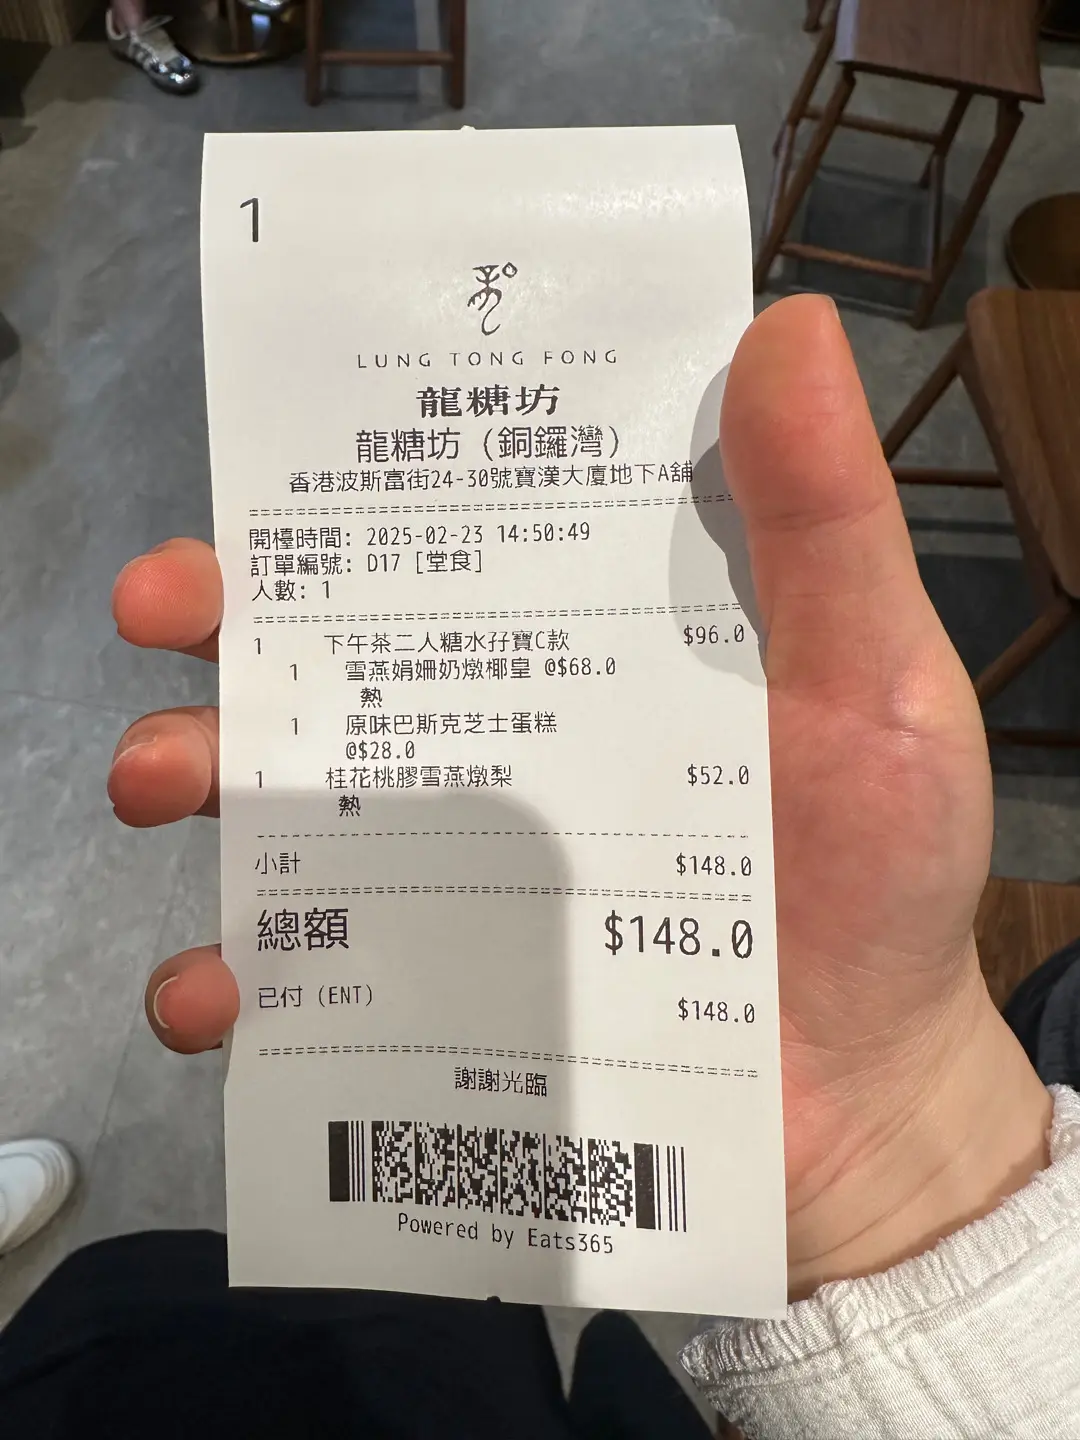 1
LUNG TONG FONG
龍糖坊
龍糖坊 (銅鑼灣)
香港波斯富街24-30號寶漢大廈地下A舖
開檯時間: 2025-02-23 14:50:49
訂單編號: D17 [堂食]
人數: 1
1 下午茶二人糖水孖寶C款 $96.0
1 雪燕娟姍奶燉椰皇 @$68.0
熱
1 原味巴斯克芝士蛋糕
@$28.0
1 桂花桃膠雪燕燉梨 $52.0
熱
小計 $148.0
總額 $148.0
已付 (ENT) $148.0
謝謝光臨
Powered by Eats365